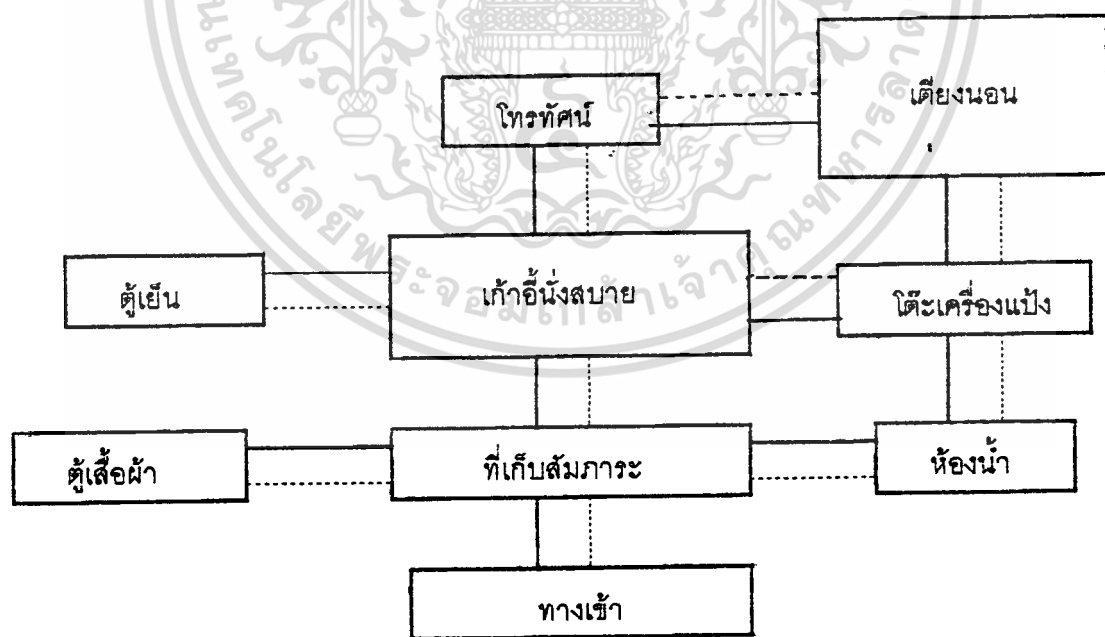 โทรทัศน์
เตียงนอน
ตู้เย็น
เก้าอี้นั่งสบาย
โต๊ะเครื่องแป้ง
ตู้เสื้อผ้า
ที่เก็บสัมภาระ
ห้องน้ำ
ทางเข้า